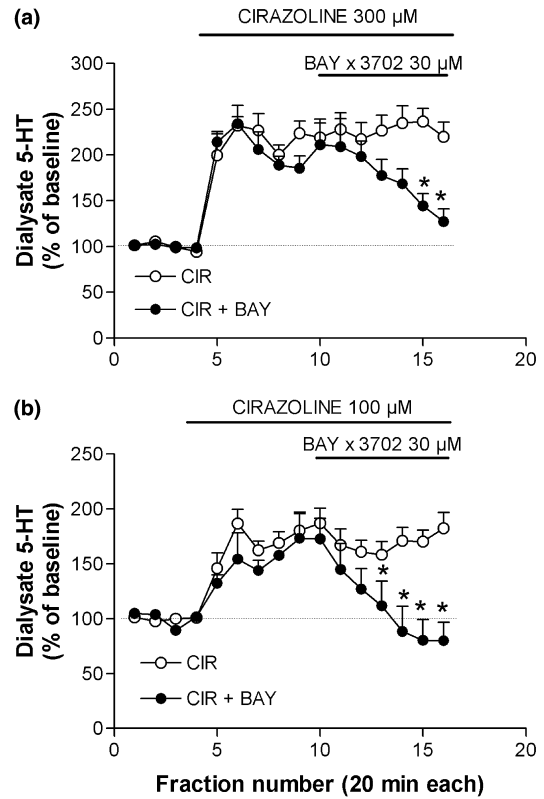 (a)
CIRAZOLINE 300 µM
BAY x 3702 30 µM
Dialysate 5-HT
(% of baseline)
300
250
200
150
100
50
0
* *
CIR
CIR + BAY
0 5 10 15 20
(b)
CIRAZOLINE 100 µM
BAY x 3702 30 µM
Dialysate 5-HT
(% of baseline)
250
200
150
100
50
0
* * * *
CIR
CIR + BAY
0 5 10 15 20
Fraction number (20 min each)